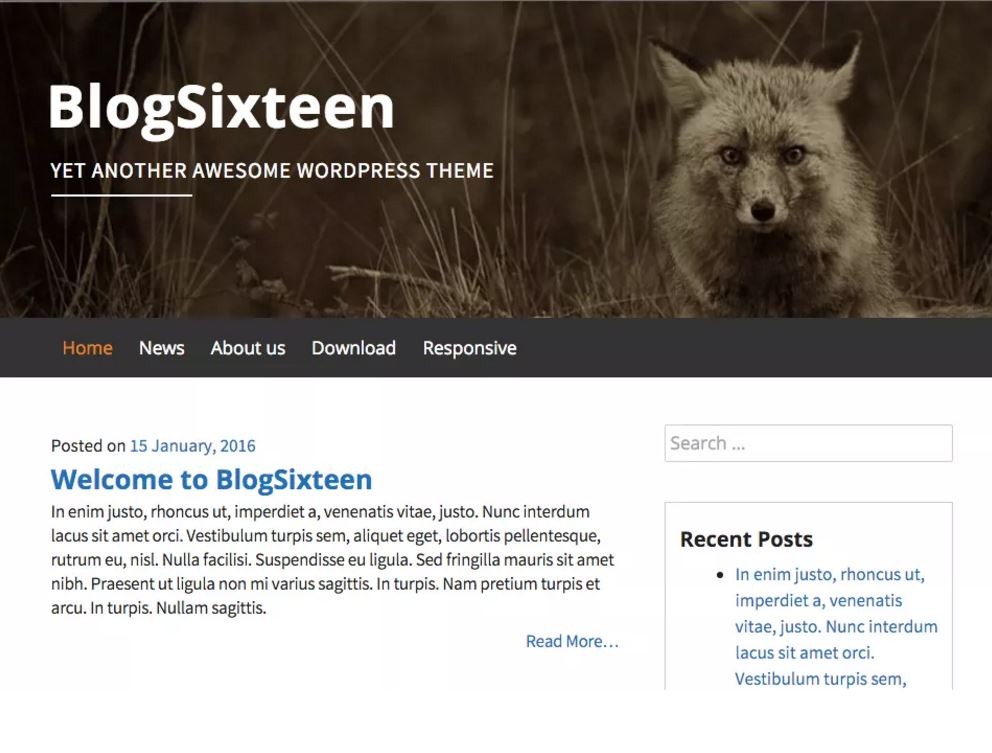 BlogSixteen
YET ANOTHER AWESOME WORDPRESS THEME
Home News About us Download Responsive
Posted on 15 January, 2016
Welcome to BlogSixteen
In enim justo, rhoncus ut, imperdiet a, venenatis vitae, justo. Nunc interdum
lacus sit amet orci. Vestibulum turpis sem, aliquet eget, lobortis pellentesque,
rutrum eu, nisl. Nulla facilisi. Suspendisse eu ligula. Sed fringilla mauris sit amet
nibh. Praesent ut ligula non mi varius sagittis. In turpis. Nam pretium turpis et
arcu. In turpis. Nullam sagittis.
Read More…
Search ...
Recent Posts
In enim justo, rhoncus ut,
imperdiet a, venenatis
vitae, justo. Nunc interdum
lacus sit amet orci.
Vestibulum turpis sem,